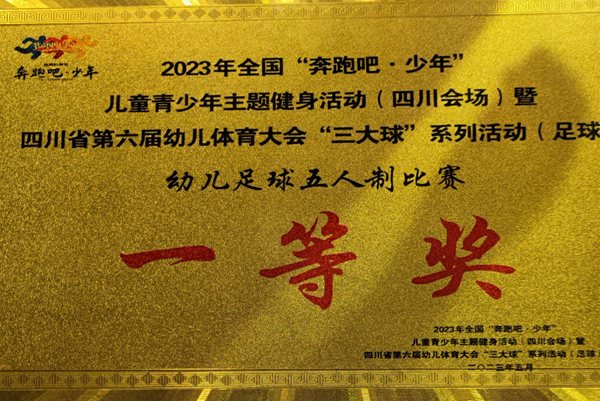 奔跑吧·少年
2023年全国“奔跑吧·少年”
儿童青少年主题健身活动（四川会场）暨
四川省第六届幼儿体育大会“三大球”系列活动（足球
幼儿足球五人制比赛
一等奖
2023年全国“奔跑吧·少年”
儿童青少年主题健身活动（四川会场）暨
四川省第六届幼儿体育大会“三大球”系列活动（足球
二〇二三年五月